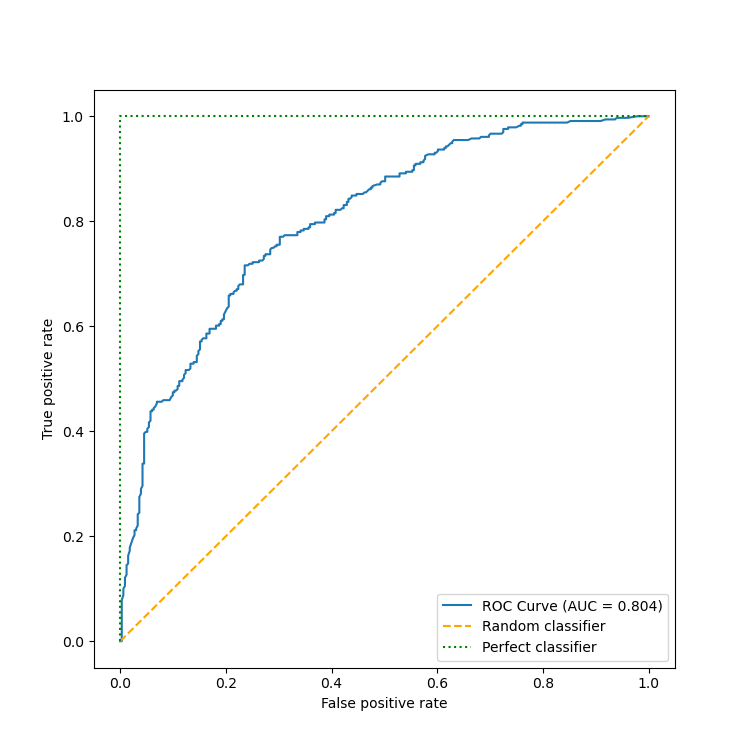 1.0
0.8
0.6
0.4
0.2
0.0
True positive rate
ROC Curve (AUC = 0.804)
Random classifier
Perfect classifier
0.0 0.2 0.4 0.6 0.8 1.0
False positive rate